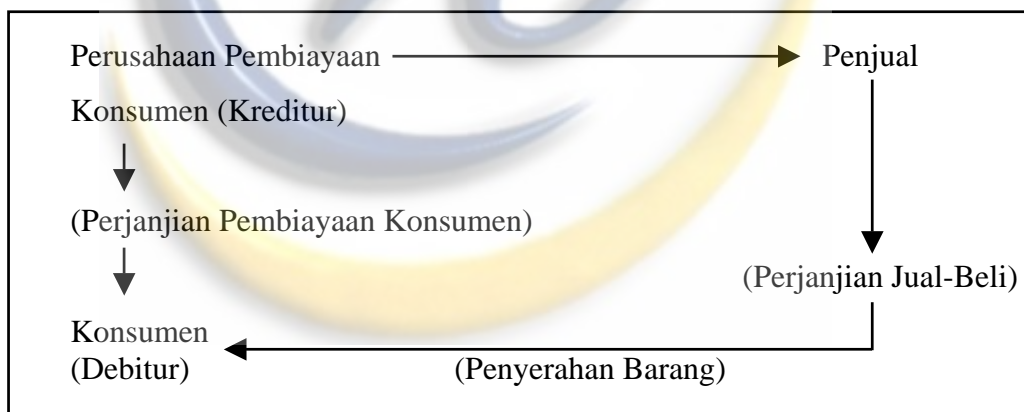 Perusahaan Pembiayaan
Penjual
Konsumen (Kreditur)
(Perjanjian Pembiayaan Konsumen)
(Perjanjian Jual-Beli)
Konsumen
(Debitur)
(Penyerahan Barang)